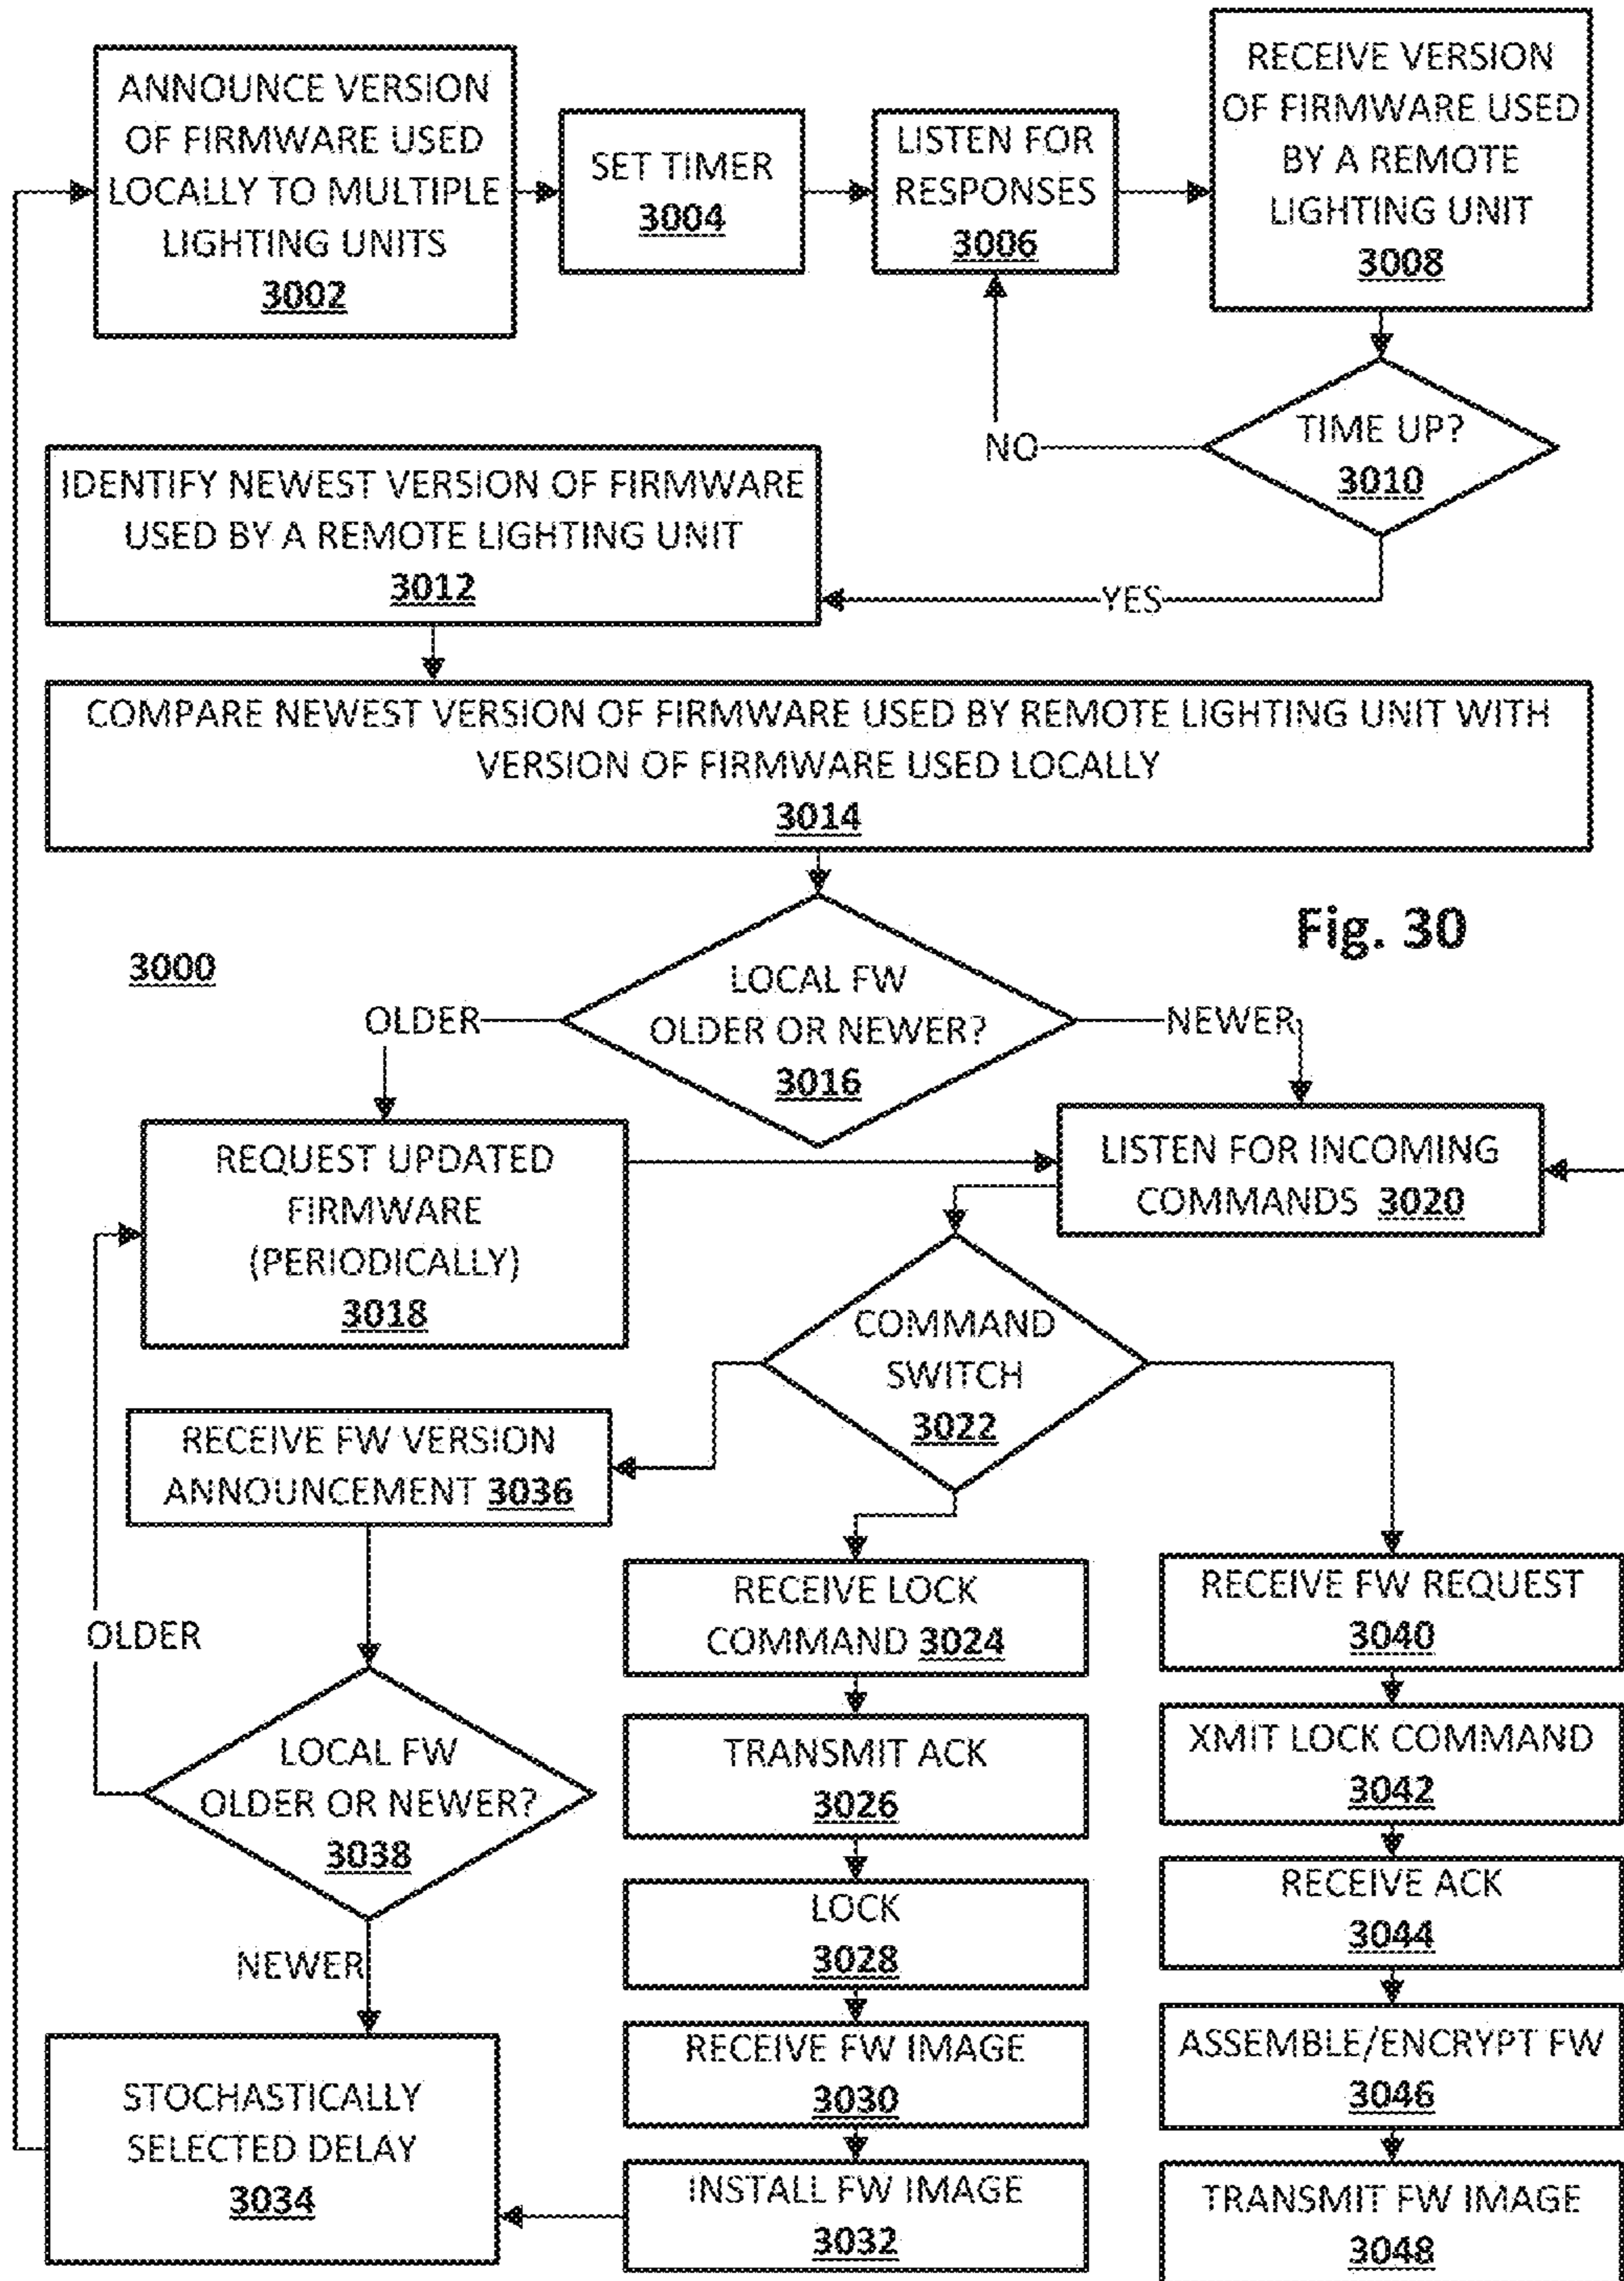 ANNOUNCE VERSION
OF FIRMWARE USED
LOCALLY TO MULTIPLE
LIGHTING UNITS
3002
SET TIMER
3004
LISTEN FOR
RESPONSES
3006
RECEIVE VERSION
OF FIRMWARE USED
BY A REMOTE
LIGHTING UNIT
3008
TIME UP?
3010
NO
YES
IDENTIFY NEWEST VERSION OF FIRMWARE
USED BY A REMOTE LIGHTING UNIT
3012
COMPARE NEWEST VERSION OF FIRMWARE USED BY REMOTE LIGHTING UNIT WITH
VERSION OF FIRMWARE USED LOCALLY
3014
Fig. 30
3000
LOCAL FW
OLDER OR NEWER?
3016
OLDER
NEWER
REQUEST UPDATED
FIRMWARE
(PERIODICALLY)
3018
LISTEN FOR INCOMING
COMMANDS 3020
COMMAND
SWITCH
3022
RECEIVE FW VERSION
ANNOUNCEMENT 3036
OLDER
LOCAL FW
OLDER OR NEWER?
3038
NEWER
STOCHASTICALLY
SELECTED DELAY
3034
RECEIVE LOCK
COMMAND 3024
TRANSMIT ACK
3026
LOCK
3028
RECEIVE FW IMAGE
3030
INSTALL FW IMAGE
3032
RECEIVE FW REQUEST
3040
XMIT LOCK COMMAND
3042
RECEIVE ACK
3044
ASSEMBLE/ENCRYPT FW
3046
TRANSMIT FW IMAGE
3048